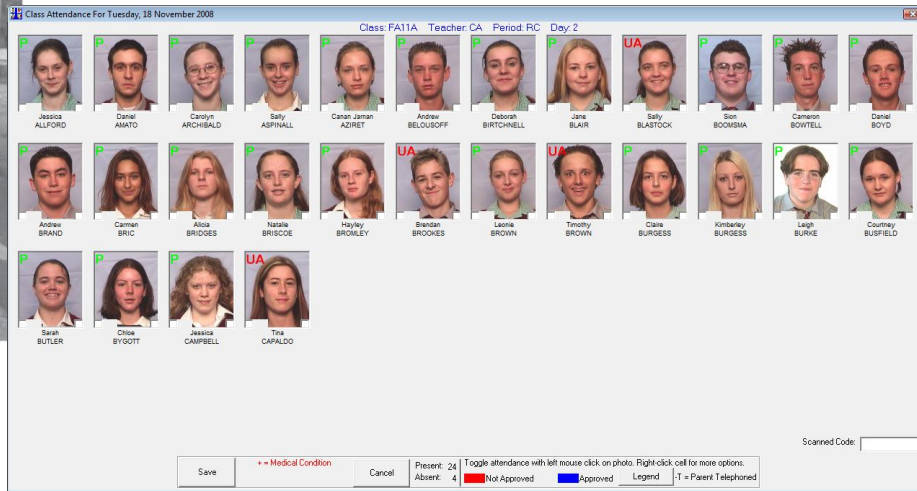 Class Attendance For Tuesday, 18 November 2008
Class: FA11A Teacher: CA Period: RC Day: 2
P P P P P P P P UA P P P
Jessica ALLFORD
Daniel AMATO
Carolyn ARCHIBALD
Sally ASPINALL
Canan Jaman AZIRET
Andrew BELOUSOFF
Deborah BIRTCHNELL
Jane BLAIR
Sally BLASTOCK
Sion BOOMSMA
Cameron BOWTELL
Daniel BOYD
P P P P P UA P UA P P P P
Andrew BRAND
Carmen BRIC
Alicia BRIDGES
Natalie BRISCOE
Hayley BROMLEY
Brendan BROOKES
Leonie BROWN
Timothy BROWN
Claire BURGESS
Kimberley BURGESS
Leigh BURKE
Courtney BUSFIELD
P P P UA
Sarah BUTLER
Chloe BYGOTT
Jessica CAMPBELL
Tina CAPALDO
Scanned Code:
Save
+ = Medical Condition
Cancel
Present: 24
Absent: 4
Toggle attendance with left mouse click on photo. Right-click cell for more options.
Not Approved Approved Legend -T = Parent Telephoned